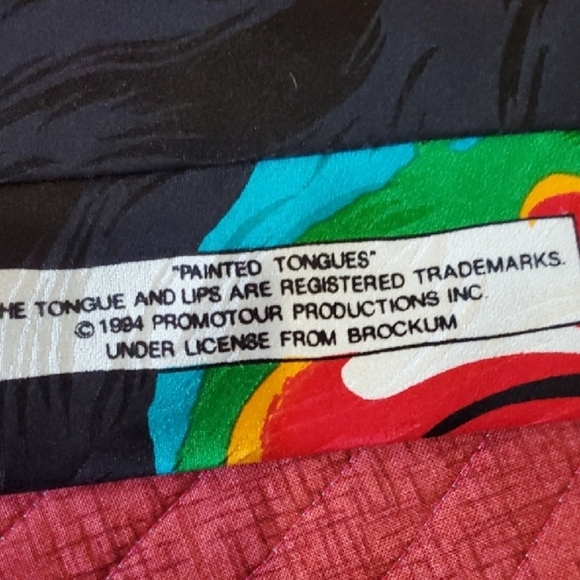 "PAINTED TONGUES"
HE TONGUE AND LIPS ARE REGISTERED TRADEMARKS.
©1994 PROMOTOUR PRODUCTIONS INC.
UNDER LICENSE FROM BROCKUM